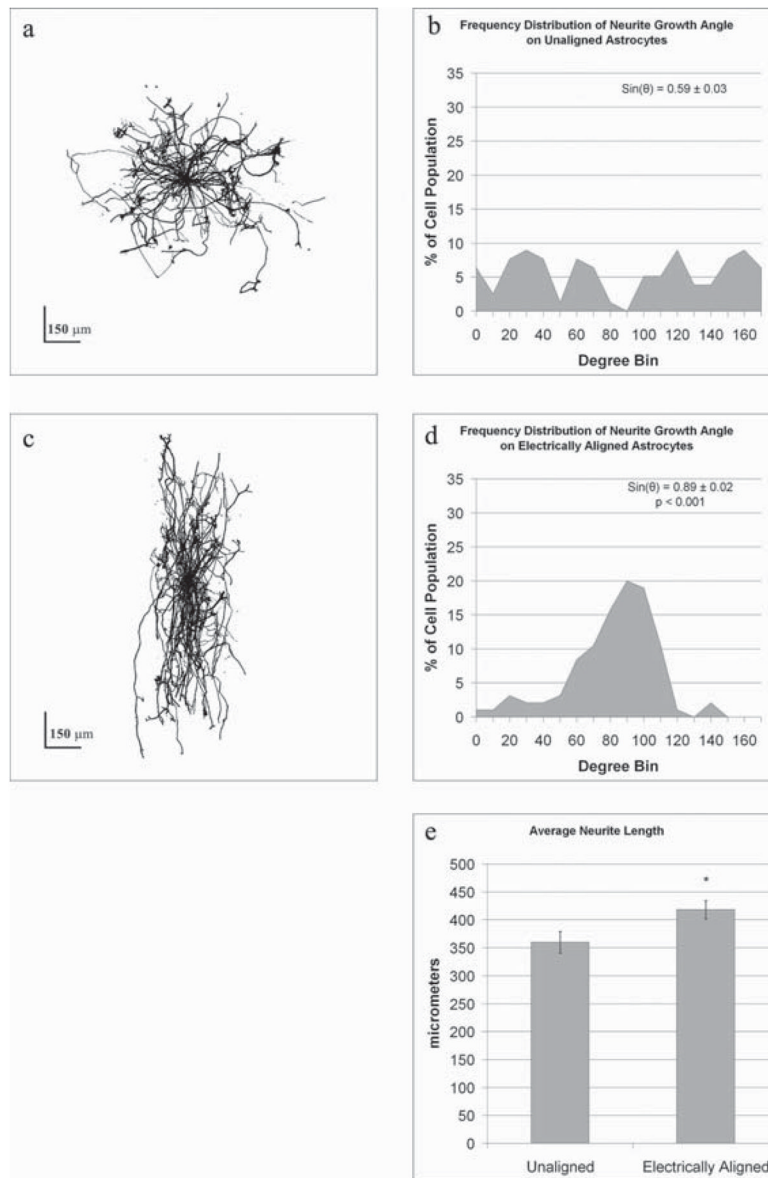 a
150 μm
b
Frequency Distribution of Neurite Growth Angle
on Unaligned Astrocytes
Sin(θ) = 0.59 ± 0.03
% of Cell Population
35
30
25
20
15
10
5
0
0 20 40 60 80 100 120 140 160
Degree Bin
c
150 μm
d
Frequency Distribution of Neurite Growth Angle
on Electrically Aligned Astrocytes
Sin(θ) = 0.89 ± 0.02
p < 0.001
% of Cell Population
35
30
25
20
15
10
5
0
0 20 40 60 80 100 120 140 160
Degree Bin
e
Average Neurite Length
*
micrometers
500
450
400
350
300
250
200
150
100
50
0
Unaligned Electrically Aligned